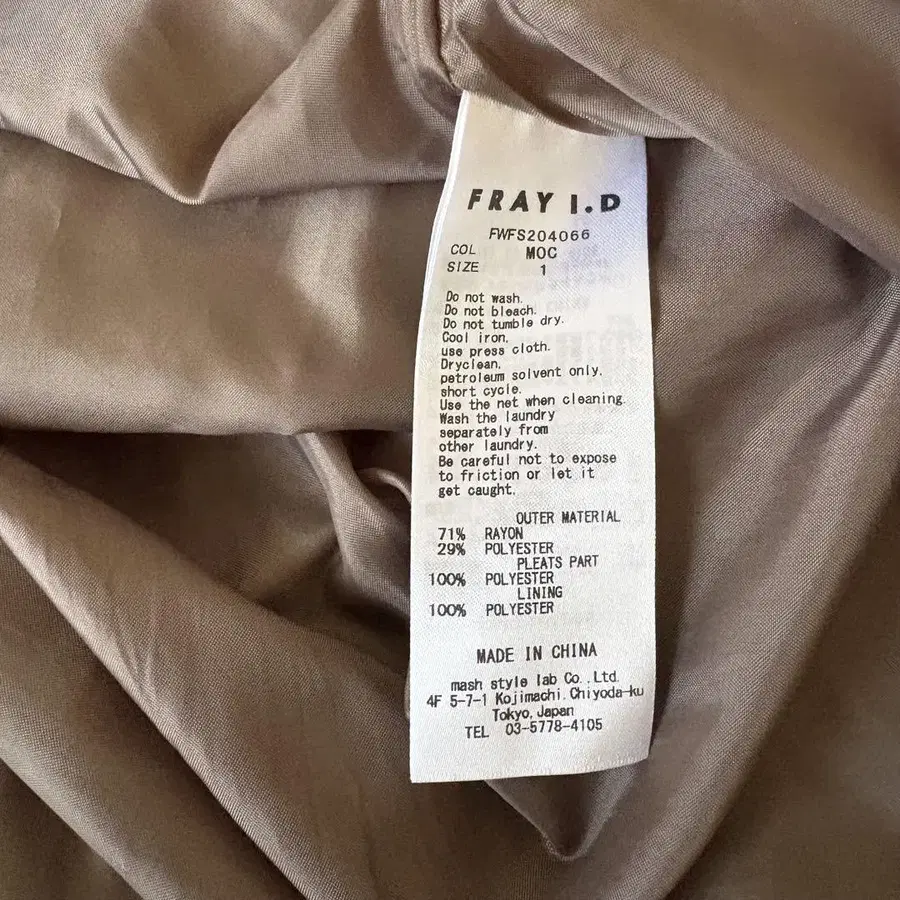 FRAY I.D
FWFS204066
COL MOC
SIZE 1
Do not wash.
Do not bleach.
Do not tumble dry.
Cool iron,
use press cloth.
Dryclean,
petroleum solvent only,
short cycle.
Use the net when cleaning.
Wash the laundry
separately from
other laundry.
Be careful not to expose
to friction or let it
get caught.
OUTER MATERIAL
71% RAYON
29% POLYESTER
PLEATS PART
100% POLYESTER
LINING
100% POLYESTER
MADE IN CHINA
mash style lab Co.,Ltd.
4F 5-7-1 Kojimachi,Chiyoda-ku
Tokyo,Japan
TEL 03-5778-4105